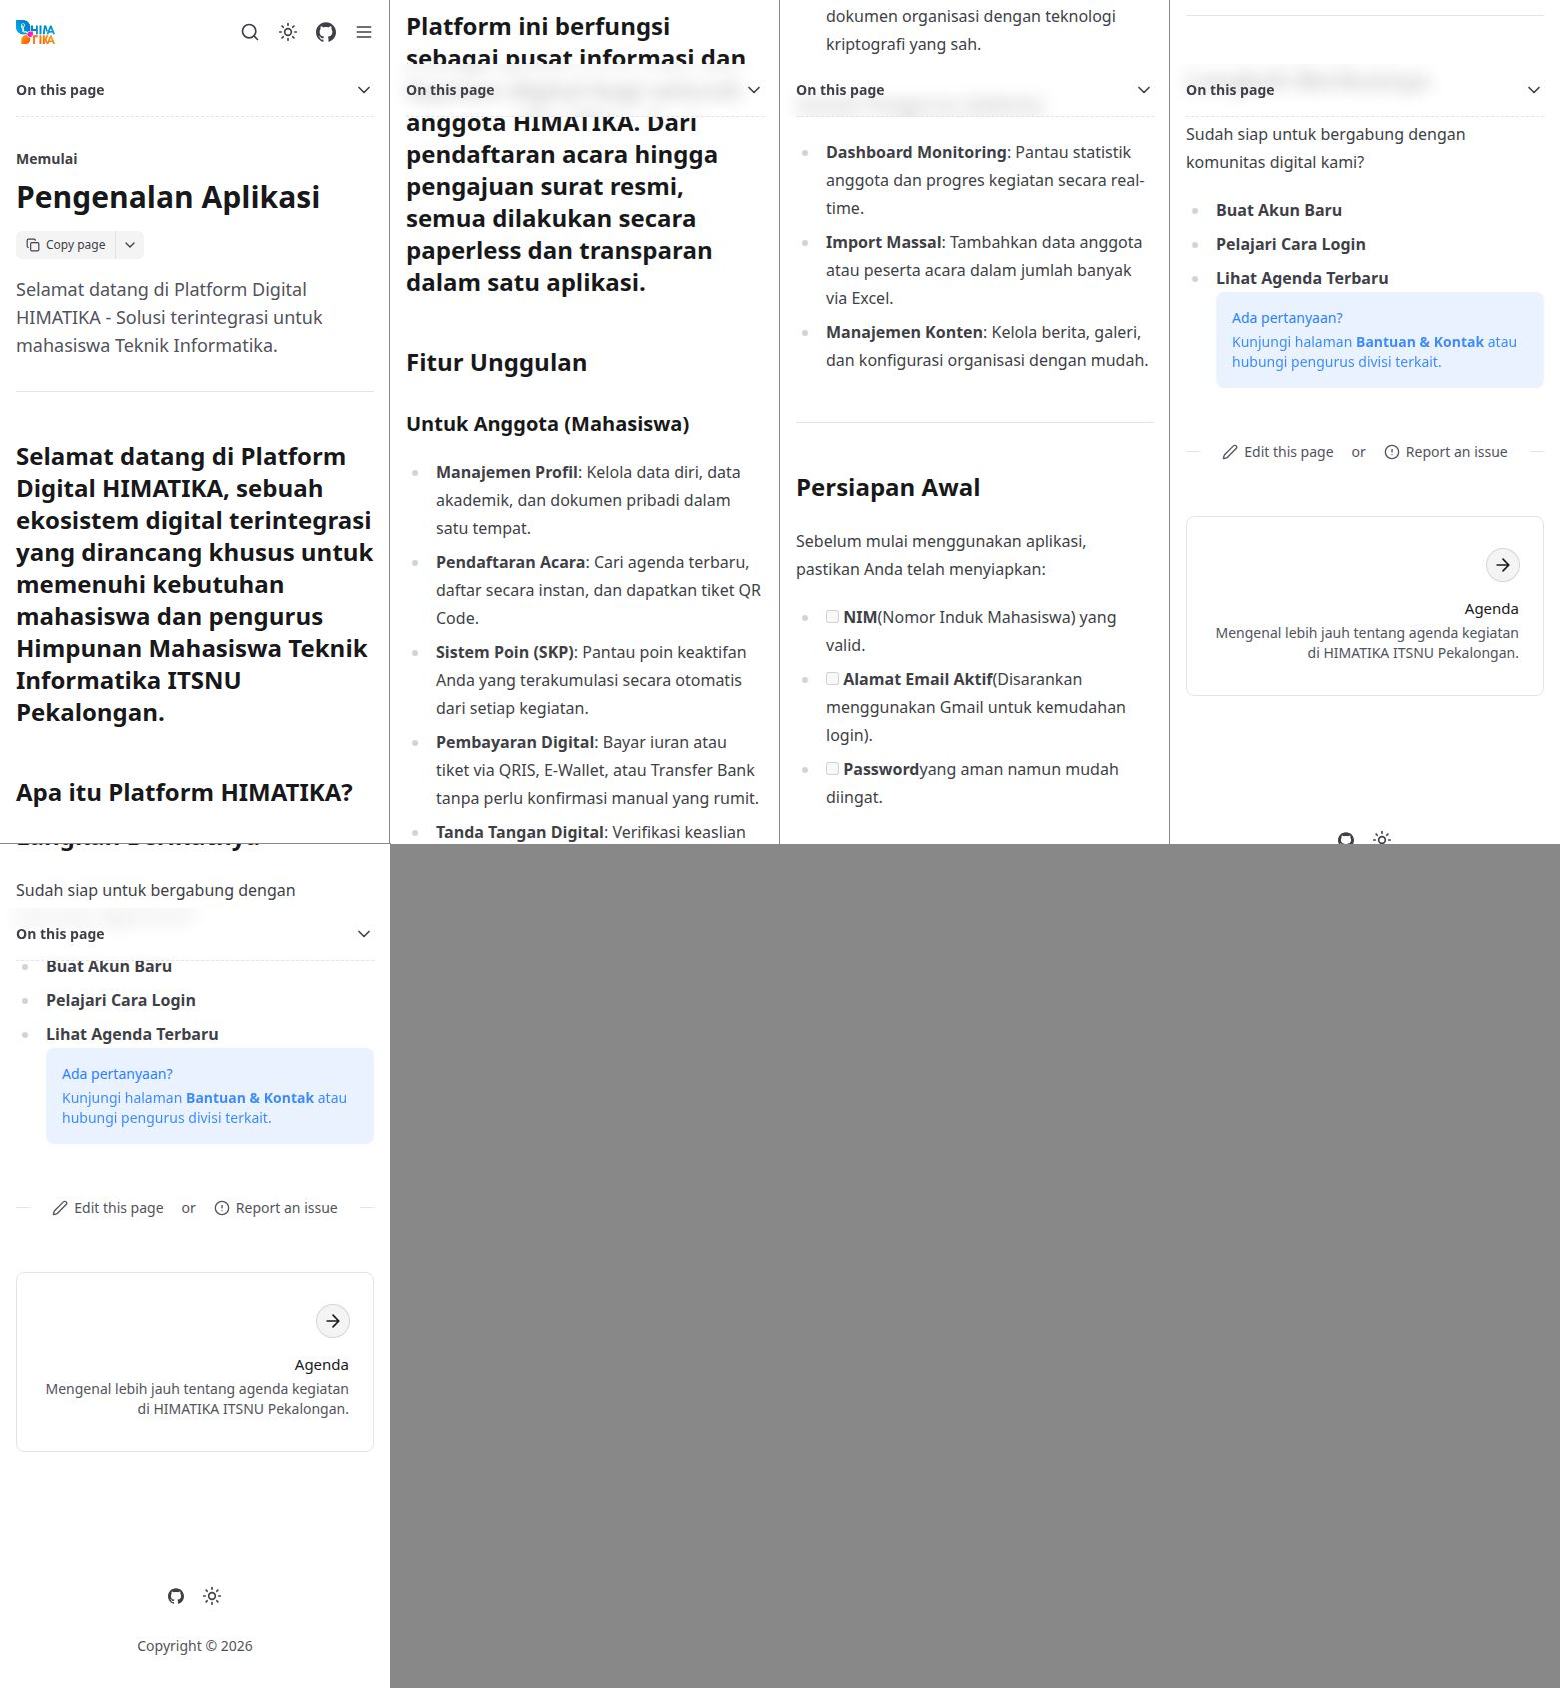 HIMA
TIKA
On this page
Memulai
Pengenalan Aplikasi
Copy page
Selamat datang di Platform Digital
HIMATIKA - Solusi terintegrasi untuk
mahasiswa Teknik Informatika.
Selamat datang di Platform
Digital HIMATIKA, sebuah
ekosistem digital terintegrasi
yang dirancang khusus untuk
memenuhi kebutuhan
mahasiswa dan pengurus
Himpunan Mahasiswa Teknik
Informatika ITSNU
Pekalongan.
Apa itu Platform HIMATIKA?
Platform ini berfungsi
sebagai pusat informasi dan
On this page
anggota HIMATIKA. Dari
pendaftaran acara hingga
pengajuan surat resmi,
semua dilakukan secara
paperless dan transparan
dalam satu aplikasi.
Fitur Unggulan
Untuk Anggota (Mahasiswa)
Manajemen Profil: Kelola data diri, data
akademik, dan dokumen pribadi dalam
satu tempat.
Pendaftaran Acara: Cari agenda terbaru,
daftar secara instan, dan dapatkan tiket QR
Code.
Sistem Poin (SKP): Pantau poin keaktifan
Anda yang terakumulasi secara otomatis
dari setiap kegiatan.
Pembayaran Digital: Bayar iuran atau
tiket via QRIS, E-Wallet, atau Transfer Bank
tanpa perlu konfirmasi manual yang rumit.
Tanda Tangan Digital: Verifikasi keaslian
dokumen organisasi dengan teknologi
kriptografi yang sah.
On this page
Dashboard Monitoring: Pantau statistik
anggota dan progres kegiatan secara real-
time.
Import Massal: Tambahkan data anggota
atau peserta acara dalam jumlah banyak
via Excel.
Manajemen Konten: Kelola berita, galeri,
dan konfigurasi organisasi dengan mudah.
Persiapan Awal
Sebelum mulai menggunakan aplikasi,
pastikan Anda telah menyiapkan:
NIM(Nomor Induk Mahasiswa) yang
valid.
Alamat Email Aktif(Disarankan
menggunakan Gmail untuk kemudahan
login).
Passwordyang aman namun mudah
diingat.
On this page
Sudah siap untuk bergabung dengan
komunitas digital kami?
Buat Akun Baru
Pelajari Cara Login
Lihat Agenda Terbaru
Ada pertanyaan?
Kunjungi halaman Bantuan & Kontak atau
hubungi pengurus divisi terkait.
Edit this page or Report an issue
Agenda
Mengenal lebih jauh tentang agenda kegiatan
di HIMATIKA ITSNU Pekalongan.
Sudah siap untuk bergabung dengan
On this page
Buat Akun Baru
Pelajari Cara Login
Lihat Agenda Terbaru
Ada pertanyaan?
Kunjungi halaman Bantuan & Kontak atau
hubungi pengurus divisi terkait.
Edit this page or Report an issue
Agenda
Mengenal lebih jauh tentang agenda kegiatan
di HIMATIKA ITSNU Pekalongan.
Copyright © 2026